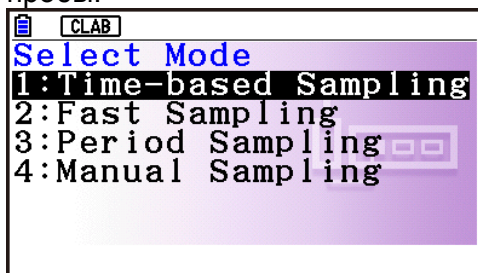 CLAB
Select Mode
1:Time-based Sampling
2:Fast Sampling
3:Period Sampling
4:Manual Sampling